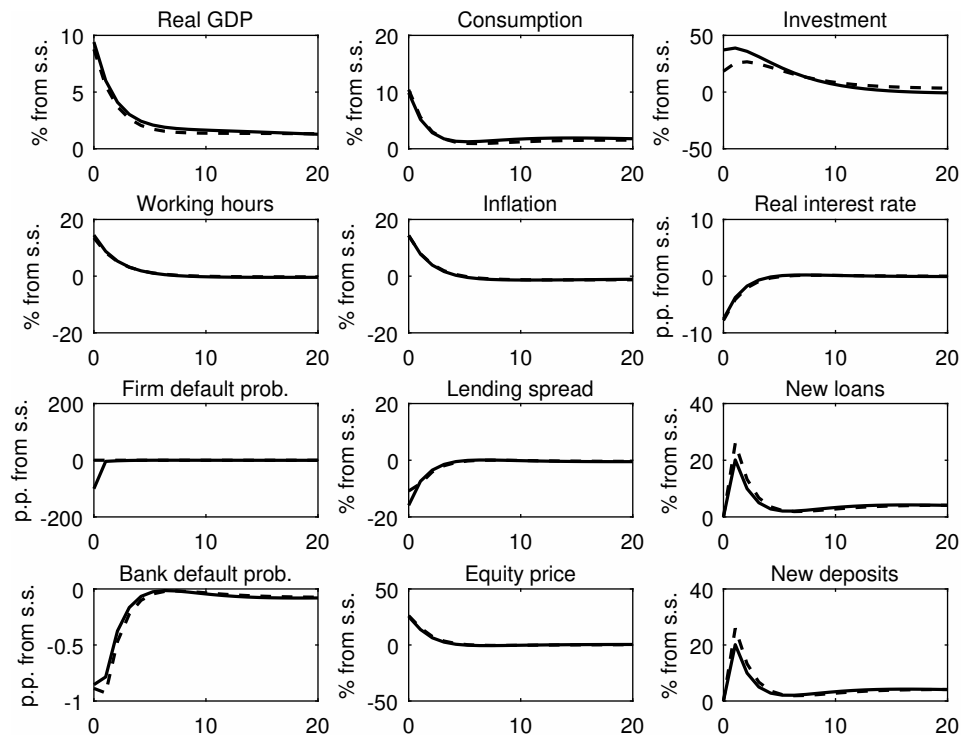 Real GDP
% from s.s.
10
5
0
0 10 20
Consumption
% from s.s.
20
10
0
0 10 20
Investment
% from s.s.
50
0
-50
0 10 20
Working hours
% from s.s.
20
0
-20
0 10 20
Inflation
% from s.s.
20
0
-20
0 10 20
Real interest rate
p.p. from s.s.
10
0
-10
0 10 20
Firm default prob.
p.p. from s.s.
200
0
-200
0 10 20
Lending spread
% from s.s.
20
0
-20
0 10 20
New loans
% from s.s.
40
20
0
0 10 20
Bank default prob.
p.p. from s.s.
0
-0.5
-1
0 10 20
Equity price
% from s.s.
50
0
-50
0 10 20
New deposits
% from s.s.
40
20
0
0 10 20